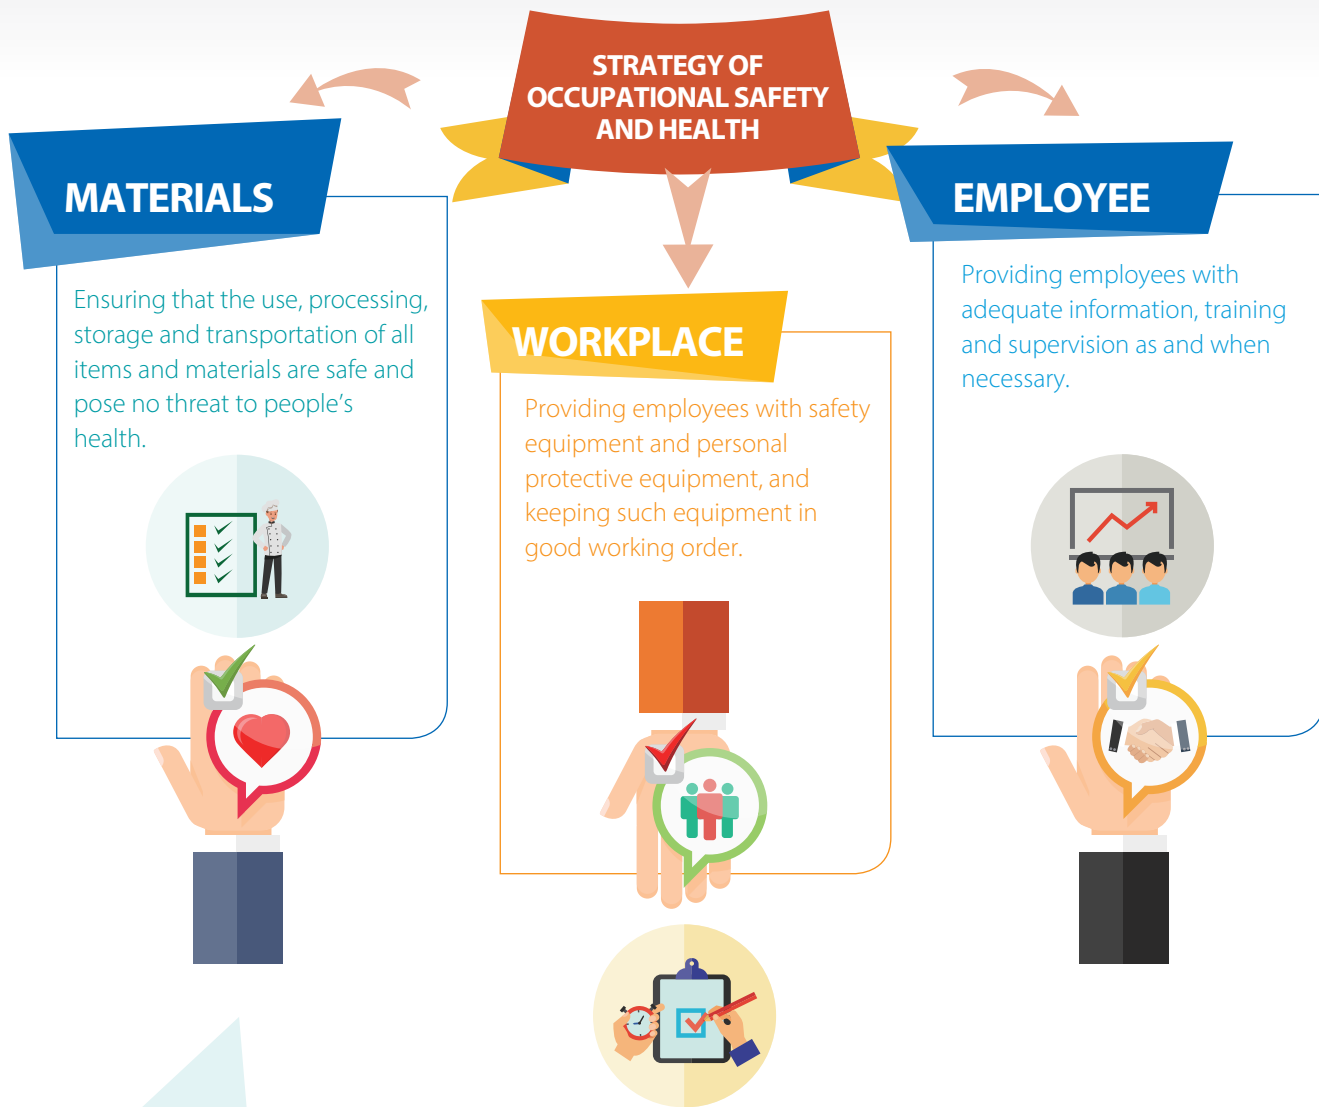 STRATEGY OF
OCCUPATIONAL SAFETY
AND HEALTH
MATERIALS
Ensuring that the use, processing,
storage and transportation of all
items and materials are safe and
pose no threat to people’s
health.
WORKPLACE
Providing employees with safety
equipment and personal
protective equipment, and
keeping such equipment in
good working order.
EMPLOYEE
Providing employees with
adequate information, training
and supervision as and when
necessary.